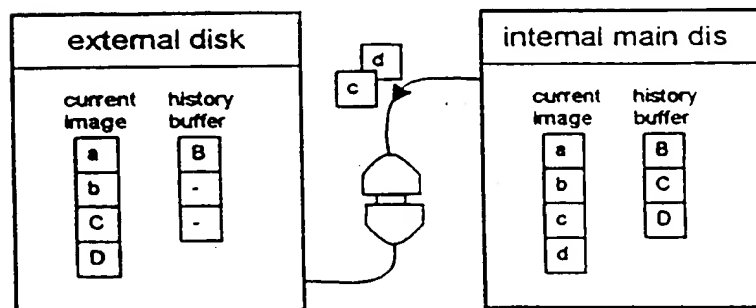 external disk
current image
history buffer
a
b
C
D
B
-
-
d
c
internal main dis
current image
history buffer
a
b
c
d
B
C
D